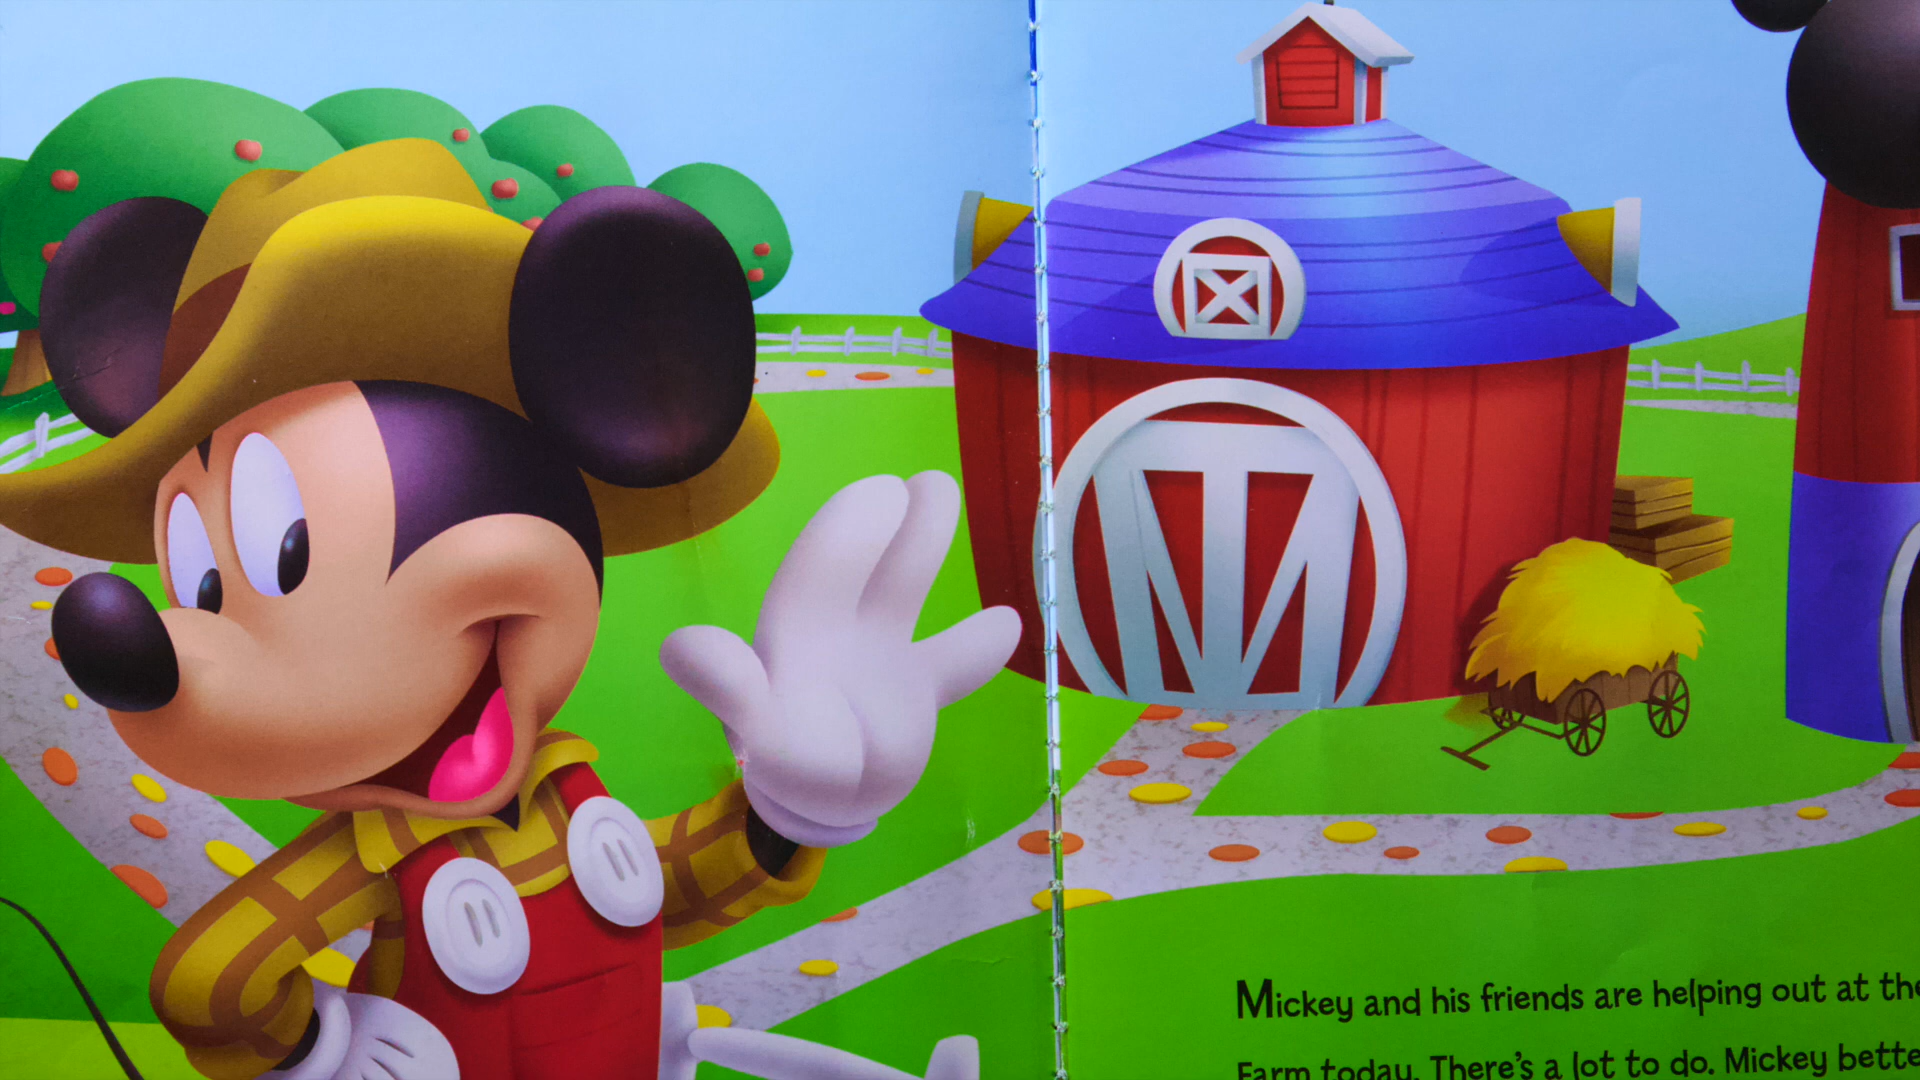 Mickey and his friends are helping out at the
Farm today. There's a lot to do. Mickey bette